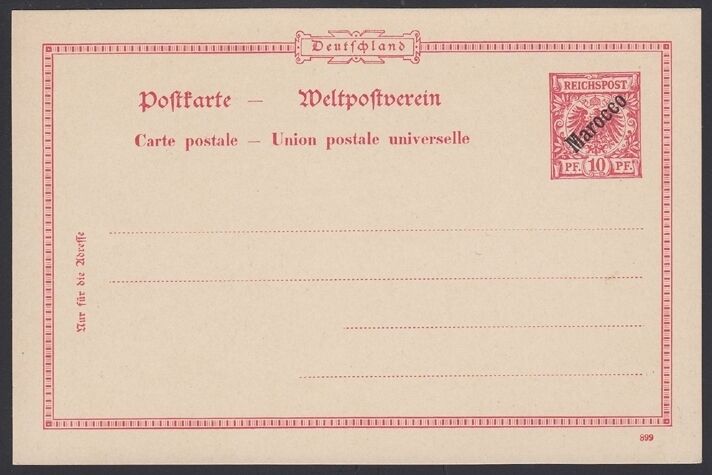 Deutſchland
Poſtkarte — Weltpoſtverein
Carte postale — Union postale universelle
REICHSPOST
Marocco
PF. 10 PF.
Nur für die Adreſſe
899